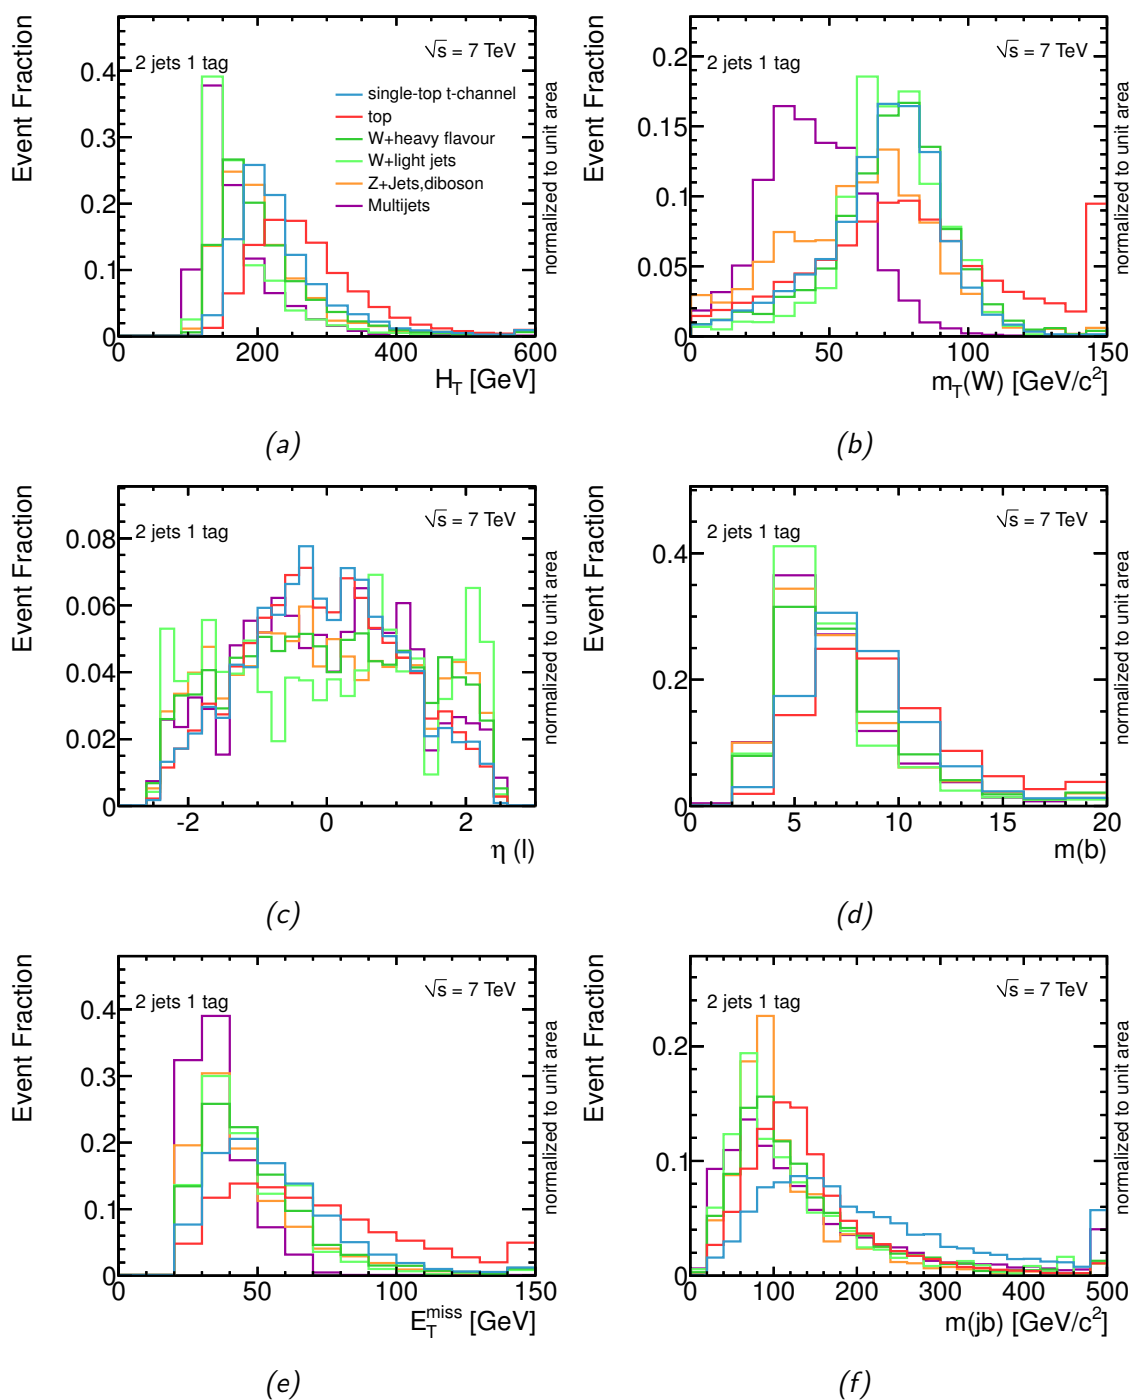 Event Fraction
2 jets 1 tag
√s = 7 TeV
single-top t-channel
top
W+heavy flavour
W+light jets
Z+Jets,diboson
Multijets
normalized to unit area
0.4
0.3
0.2
0.1
0
0 200 400 600
H_T [GeV]
(a)
Event Fraction
2 jets 1 tag
√s = 7 TeV
normalized to unit area
0.2
0.15
0.1
0.05
0
0 50 100 150
m_T(W) [GeV/c²]
(b)
Event Fraction
2 jets 1 tag
√s = 7 TeV
normalized to unit area
0.08
0.06
0.04
0.02
0
-2 0 2
η (l)
(c)
Event Fraction
2 jets 1 tag
√s = 7 TeV
normalized to unit area
0.4
0.2
0
0 5 10 15 20
m(b)
(d)
Event Fraction
2 jets 1 tag
√s = 7 TeV
normalized to unit area
0.4
0.3
0.2
0.1
0
0 50 100 150
E_T^miss [GeV]
(e)
Event Fraction
2 jets 1 tag
√s = 7 TeV
normalized to unit area
0.2
0.1
0
0 100 200 300 400 500
m(jb) [GeV/c²]
(f)